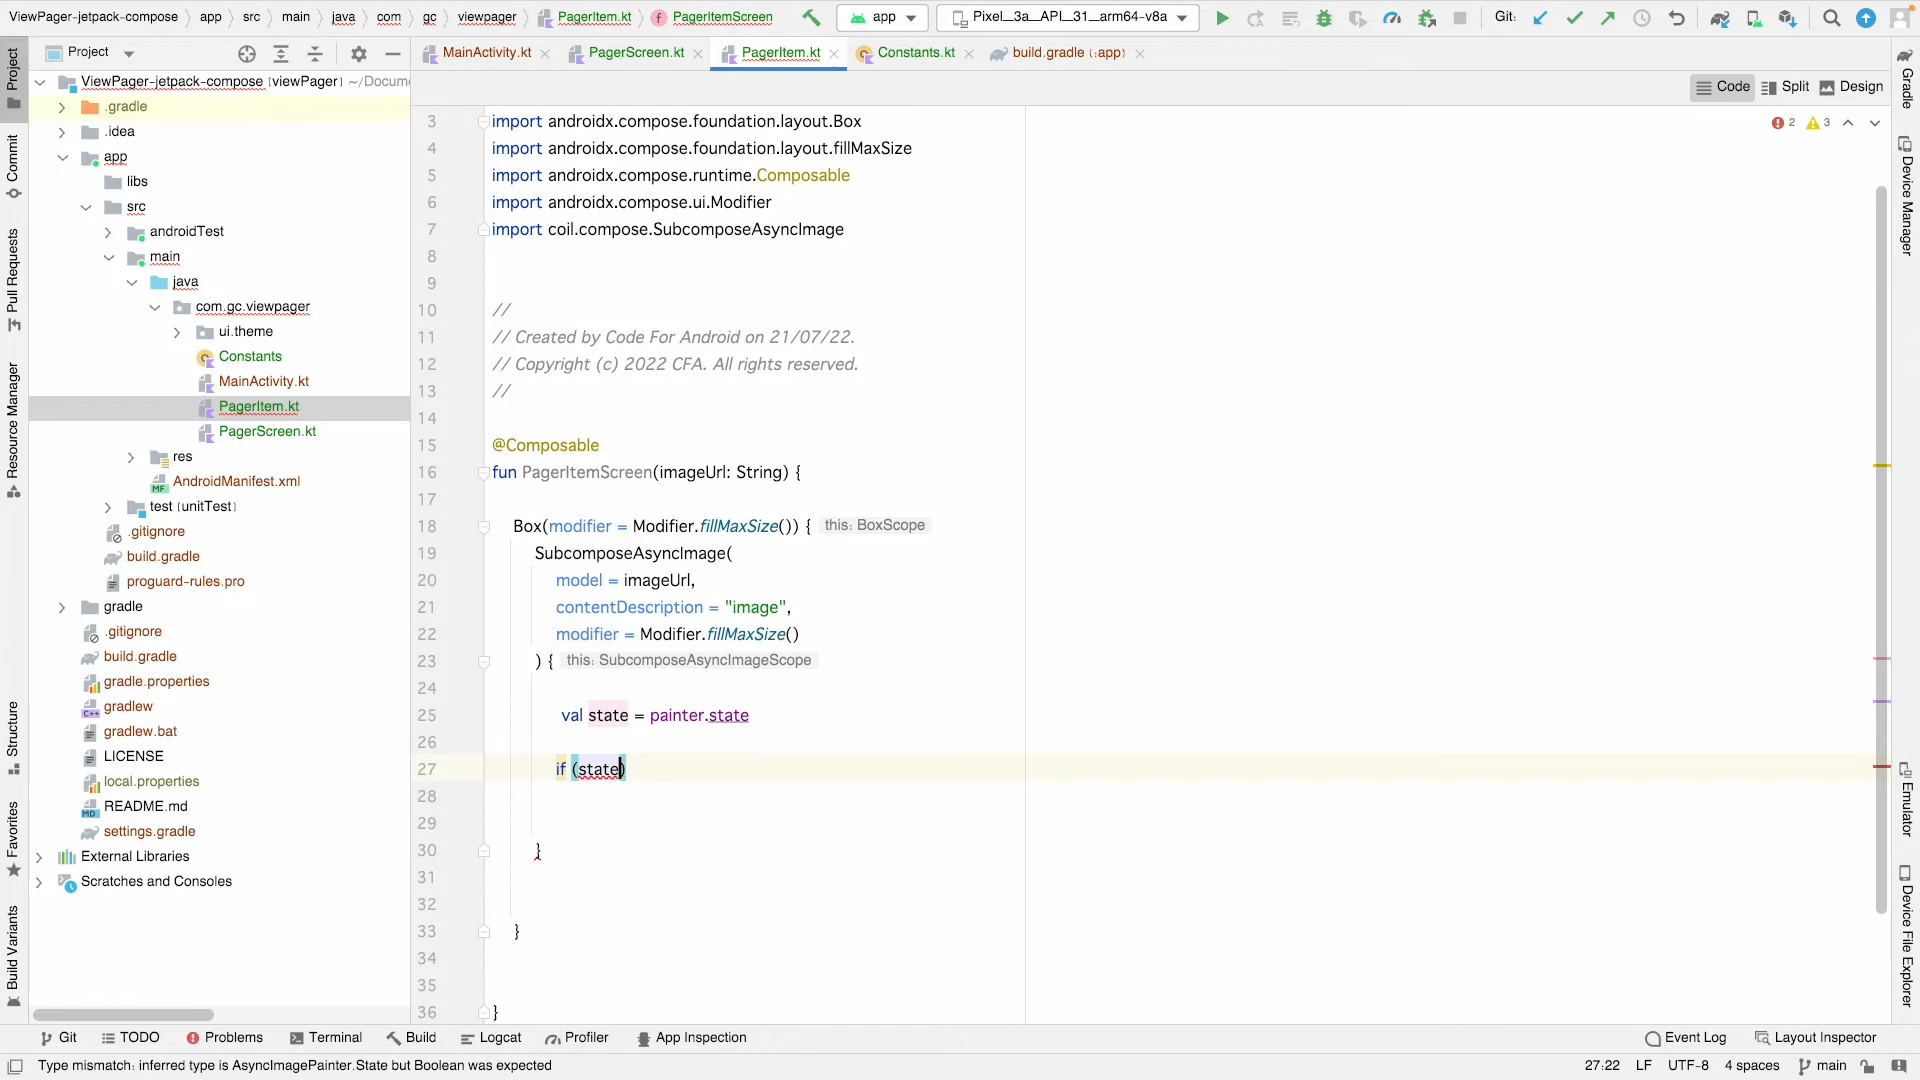 ViewPager-jetpack-compose app src main java com gc viewpager PagerItem.kt PagerItemScreen app Pixel_3a_API_31_arm64-v8a Git:
Project MainActivity.kt PagerScreen.kt PagerItem.kt Constants.kt build.gradle (:app)
Code Split Design
ViewPager-jetpack-compose [viewPager] ~/Docume
.gradle
.idea
app
libs
src
androidTest
main
java
com.gc.viewpager
ui.theme
Constants
MainActivity.kt
PagerItem.kt
PagerScreen.kt
res
AndroidManifest.xml
test [unitTest]
.gitignore
build.gradle
proguard-rules.pro
gradle
.gitignore
build.gradle
gradle.properties
gradlew
gradlew.bat
LICENSE
local.properties
README.md
settings.gradle
External Libraries
Scratches and Consoles
2 3
3 import androidx.compose.foundation.layout.Box
4 import androidx.compose.foundation.layout.fillMaxSize
5 import androidx.compose.runtime.Composable
6 import androidx.compose.ui.Modifier
7 import coil.compose.SubcomposeAsyncImage
8
9
10 //
11 // Created by Code For Android on 21/07/22.
12 // Copyright (c) 2022 CFA. All rights reserved.
13 //
14
15 @Composable
16 fun PagerItemScreen(imageUrl: String) {
17
18 Box(modifier = Modifier.fillMaxSize()) { this: BoxScope
19 SubcomposeAsyncImage(
20 model = imageUrl,
21 contentDescription = "image",
22 modifier = Modifier.fillMaxSize()
23 ) { this: SubcomposeAsyncImageScope
24
25 val state = painter.state
26
27 if (state)
28
29
30 }
31
32
33 }
34
35
36 }
Project
Commit
Pull Requests
Resource Manager
Structure
Favorites
Build Variants
Gradle
Device Manager
Emulator
Device File Explorer
Git TODO Problems Terminal Build Logcat Profiler App Inspection Event Log Layout Inspector
Type mismatch: inferred type is AsyncImagePainter.State but Boolean was expected 27:22 LF UTF-8 4 spaces main